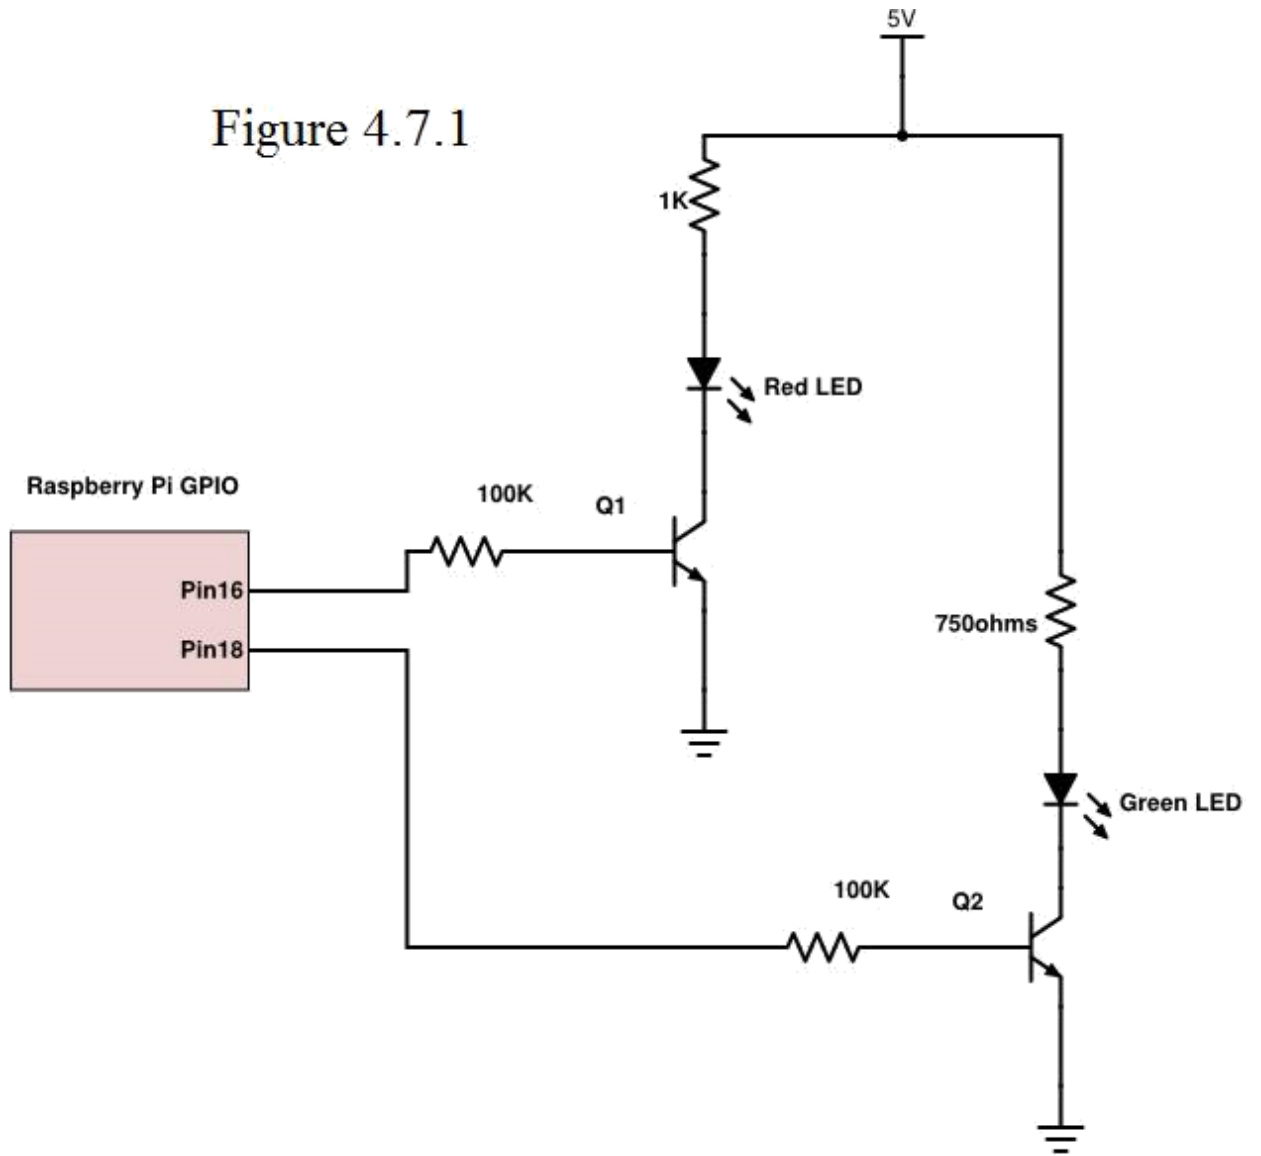 5V
Figure 4.7.1
1K
Red LED
Raspberry Pi GPIO
100K
Q1
Pin16
750ohms
Pin18
Green LED
100K
Q2